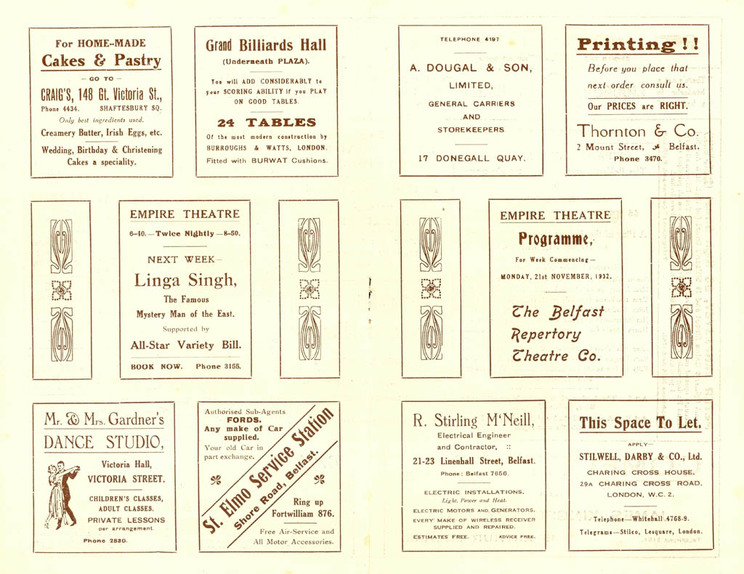 For HOME-MADE
Cakes & Pastry
— GO TO —
CRAIG'S, 148 Gt. Victoria St.,
Phone 4434. SHAFTESBURY SQ.
Only best ingredients used.
Creamery Butter, Irish Eggs, etc.
Wedding, Birthday & Christening
Cakes a speciality.
Grand Billiards Hall
(Underneath PLAZA).
You will ADD CONSIDERABLY to
your SCORING ABILITY if you PLAY
ON GOOD TABLES.
24 TABLES
Of the most modern construction by
BURROUGHS & WATTS, LONDON.
Fitted with BURWAT Cushions.
TELEPHONE 4197
A. DOUGAL & SON,
LIMITED,
GENERAL CARRIERS
AND
STOREKEEPERS
17 DONEGALL QUAY.
Printing!!
Before you place that
next order consult us.
Our PRICES are RIGHT.
Thornton & Co.
2 Mount Street, Belfast.
Phone 3470.
EMPIRE THEATRE
6-40.—Twice Nightly—8-50.
NEXT WEEK—
Linga Singh,
The Famous
Mystery Man of the East.
Supported by
All-Star Variety Bill.
BOOK NOW. Phone 3155.
EMPIRE THEATRE
Programme,
For Week Commencing—
MONDAY, 21st NOVEMBER, 1932.
The Belfast
Repertory
Theatre Co.
Mr. & Mrs. Gardner's
DANCE STUDIO,
Victoria Hall,
VICTORIA STREET.
CHILDREN'S CLASSES,
ADULT CLASSES.
PRIVATE LESSONS
per arrangement.
Phone 2830.
Authorised Sub-Agents
FORDS.
Any make of Car
supplied.
Your old Car in
part exchange.
St. Elmo Service Station
Shore Road, Belfast.
Ring up
Fortwilliam 876.
Free Air-Service and
All Motor Accessories.
R. Stirling M'Neill,
Electrical Engineer
and Contractor, ::
21-23 Linenhall Street, Belfast.
Phone: Belfast 7656.
ELECTRIC INSTALLATIONS.
Light, Power and Heat.
ELECTRIC MOTORS AND GENERATORS.
EVERY MAKE OF WIRELESS RECEIVER
SUPPLIED AND REPAIRED.
ESTIMATES FREE. ADVICE FREE.
This Space To Let.
APPLY—
STILWELL, DARBY & CO., Ltd.
CHARING CROSS HOUSE.
29A CHARING CROSS ROAD,
LONDON, W.C. 2.
Telephone—Whitehall 4768-9.
Telegrams—Stilco, Lesquare, London.